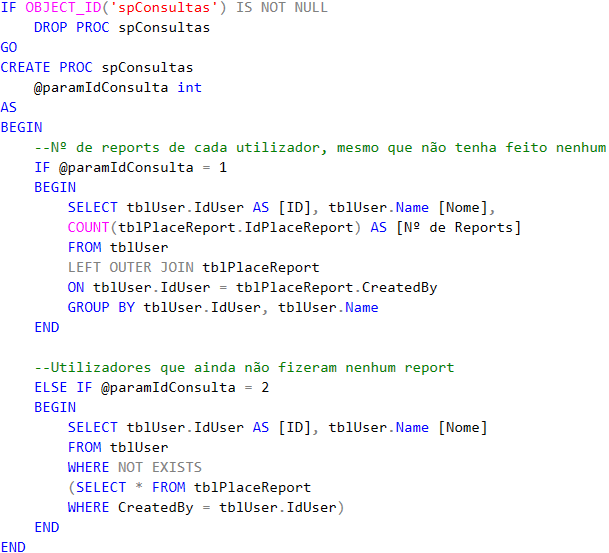 IF OBJECT_ID('spConsultas') IS NOT NULL
    DROP PROC spConsultas
GO
CREATE PROC spConsultas
    @paramIdConsulta int
AS
BEGIN
    --Nº de reports de cada utilizador, mesmo que não tenha feito nenhum
    IF @paramIdConsulta = 1
    BEGIN
        SELECT tblUser.IdUser AS [ID], tblUser.Name [Nome],
        COUNT(tblPlaceReport.IdPlaceReport) AS [Nº de Reports]
        FROM tblUser
        LEFT OUTER JOIN tblPlaceReport
        ON tblUser.IdUser = tblPlaceReport.CreatedBy
        GROUP BY tblUser.IdUser, tblUser.Name
    END

    --Utilizadores que ainda não fizeram nenhum report
    ELSE IF @paramIdConsulta = 2
    BEGIN
        SELECT tblUser.IdUser AS [ID], tblUser.Name [Nome]
        FROM tblUser
        WHERE NOT EXISTS
        (SELECT * FROM tblPlaceReport
        WHERE CreatedBy = tblUser.IdUser)
    END
END